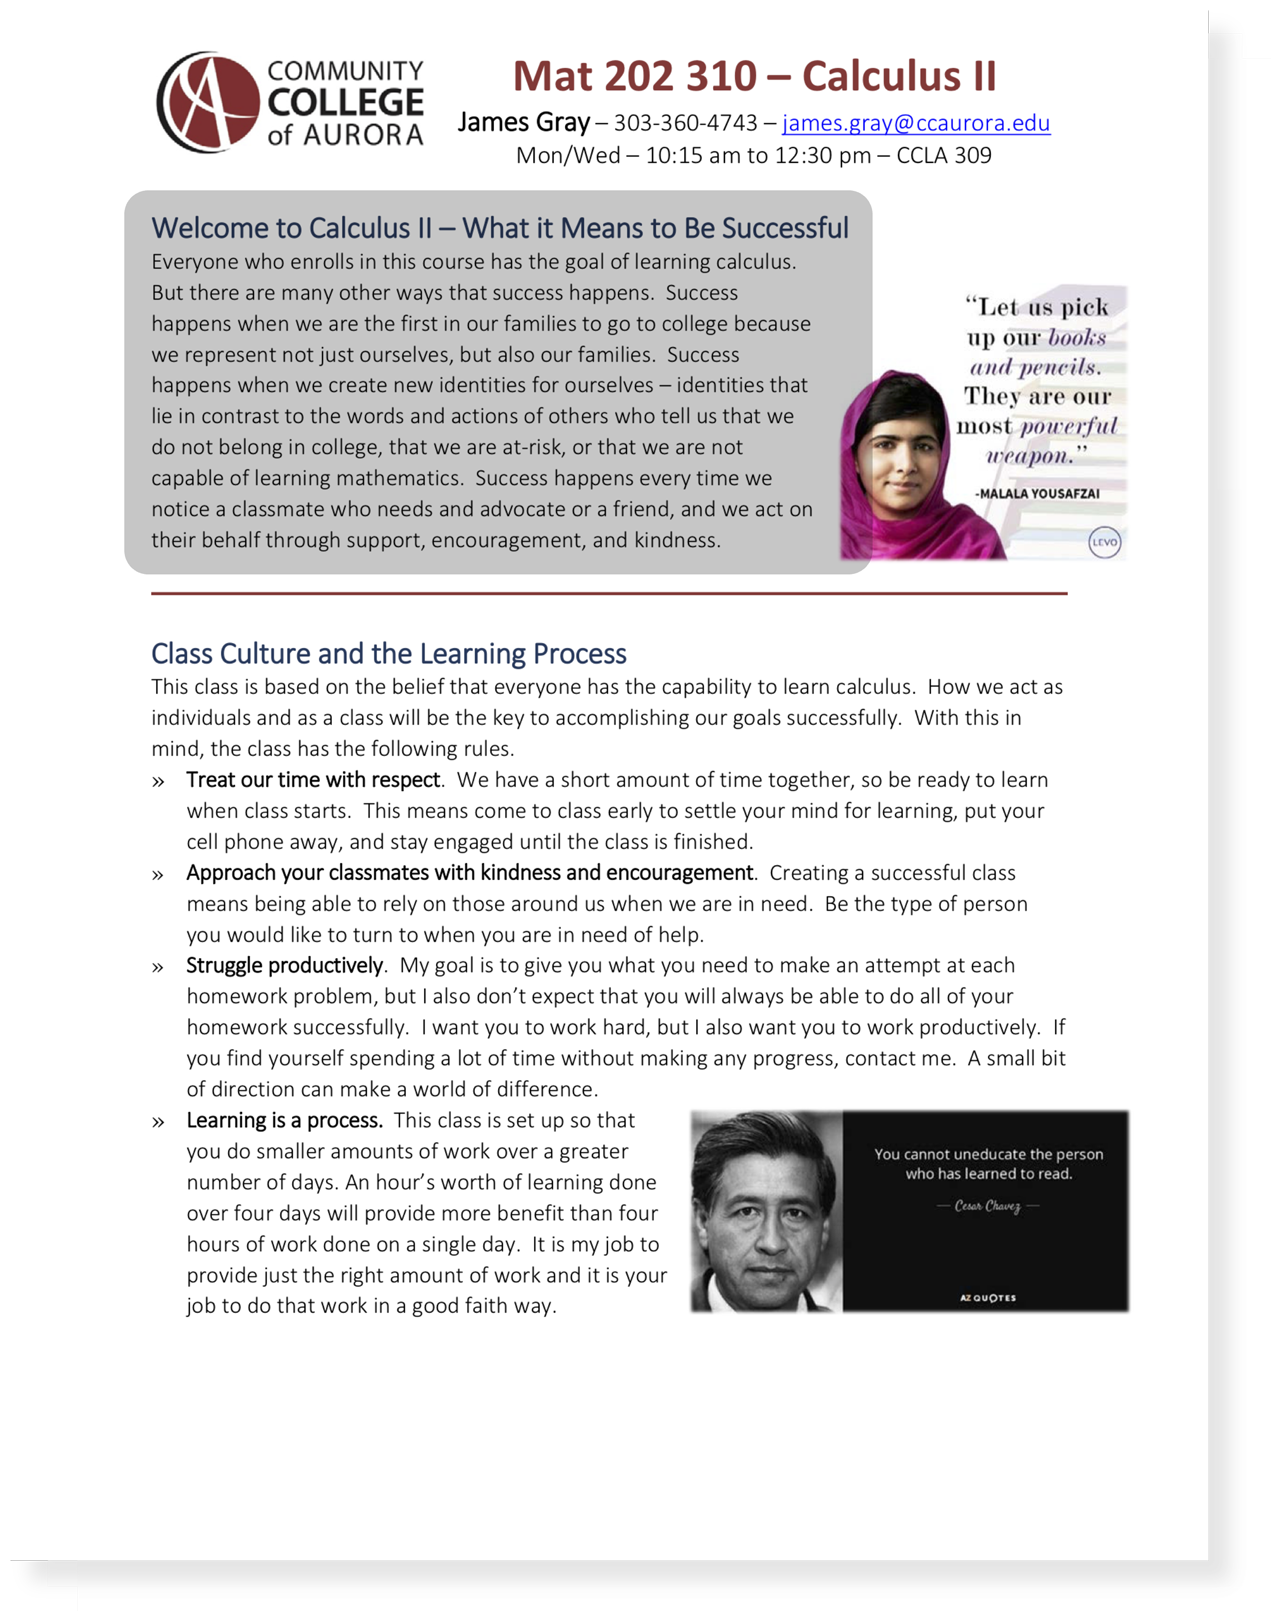 COMMUNITY
COLLEGE
of AURORA
Mat 202 310 – Calculus II
James Gray – 303-360-4743 – james.gray@ccaurora.edu
Mon/Wed – 10:15 am to 12:30 pm – CCLA 309
Welcome to Calculus II – What it Means to Be Successful
Everyone who enrolls in this course has the goal of learning calculus.
But there are many other ways that success happens.  Success
happens when we are the first in our families to go to college because
we represent not just ourselves, but also our families.  Success
happens when we create new identities for ourselves – identities that
lie in contrast to the words and actions of others who tell us that we
do not belong in college, that we are at-risk, or that we are not
capable of learning mathematics.  Success happens every time we
notice a classmate who needs and advocate or a friend, and we act on
their behalf through support, encouragement, and kindness.
“Let us pick
up our books
and pencils.
They are our
most powerful
weapon.”
-MALALA YOUSAFZAI
LEVO
Class Culture and the Learning Process
This class is based on the belief that everyone has the capability to learn calculus.  How we act as
individuals and as a class will be the key to accomplishing our goals successfully.  With this in
mind, the class has the following rules.
» Treat our time with respect.  We have a short amount of time together, so be ready to learn
when class starts.  This means come to class early to settle your mind for learning, put your
cell phone away, and stay engaged until the class is finished.
» Approach your classmates with kindness and encouragement.  Creating a successful class
means being able to rely on those around us when we are in need.  Be the type of person
you would like to turn to when you are in need of help.
» Struggle productively.  My goal is to give you what you need to make an attempt at each
homework problem, but I also don’t expect that you will always be able to do all of your
homework successfully.  I want you to work hard, but I also want you to work productively.  If
you find yourself spending a lot of time without making any progress, contact me.  A small bit
of direction can make a world of difference.
» Learning is a process.  This class is set up so that
you do smaller amounts of work over a greater
number of days. An hour’s worth of learning done
over four days will provide more benefit than four
hours of work done on a single day.  It is my job to
provide just the right amount of work and it is your
job to do that work in a good faith way.
You cannot uneducate the person
who has learned to read.
— Cesar Chavez —
AZ QUOTES